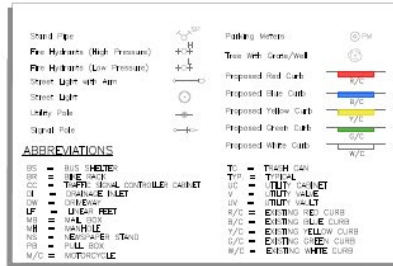 Stand Pipe SP
Fire Hydrants (High Pressure) H
Fire Hydrants (Low Pressure) L
Street Light with Arm
Street Light
Utility Pole
Signal Pole
Parking Meters PM
Tree With Grate/Well
Proposed Red Curb R/C
Proposed Blue Curb B/C
Proposed Yellow Curb Y/C
Proposed Green Curb G/C
Proposed White Curb W/C
ABBREVIATIONS
BS = BUS SHELTER
BR = BIKE RACK
CC = TRAFFIC SIGNAL CONTROLLER CABINET
DI = DRAINAGE INLET
DW = DRIVEWAY
LF = LINEAR FEET
MB = MAIL BOX
MH = MANHOLE
NS = NEWSPAPER STAND
PB = PULL BOX
M/C = MOTORCYCLE
TC = TRASH CAN
TYP. = TYPICAL
UC = UTILITY CABINET
UV = UTILITY VALVE
UV = UTILITY VAULT
R/C = EXISTING RED CURB
B/C = EXISTING BLUE CURB
Y/C = EXISTING YELLOW CURB
G/C = EXISTING GREEN CURB
W/C = EXISTING WHITE CURB